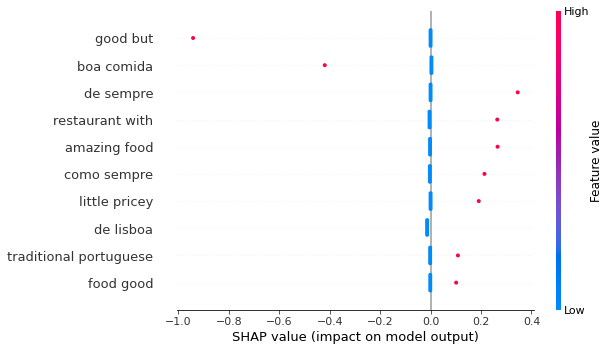 High
good but
boa comida
de sempre
restaurant with
amazing food
como sempre
little pricey
de lisboa
traditional portuguese
food good
Feature value
Low
−1.0 −0.8 −0.6 −0.4 −0.2 0.0 0.2 0.4
SHAP value (impact on model output)